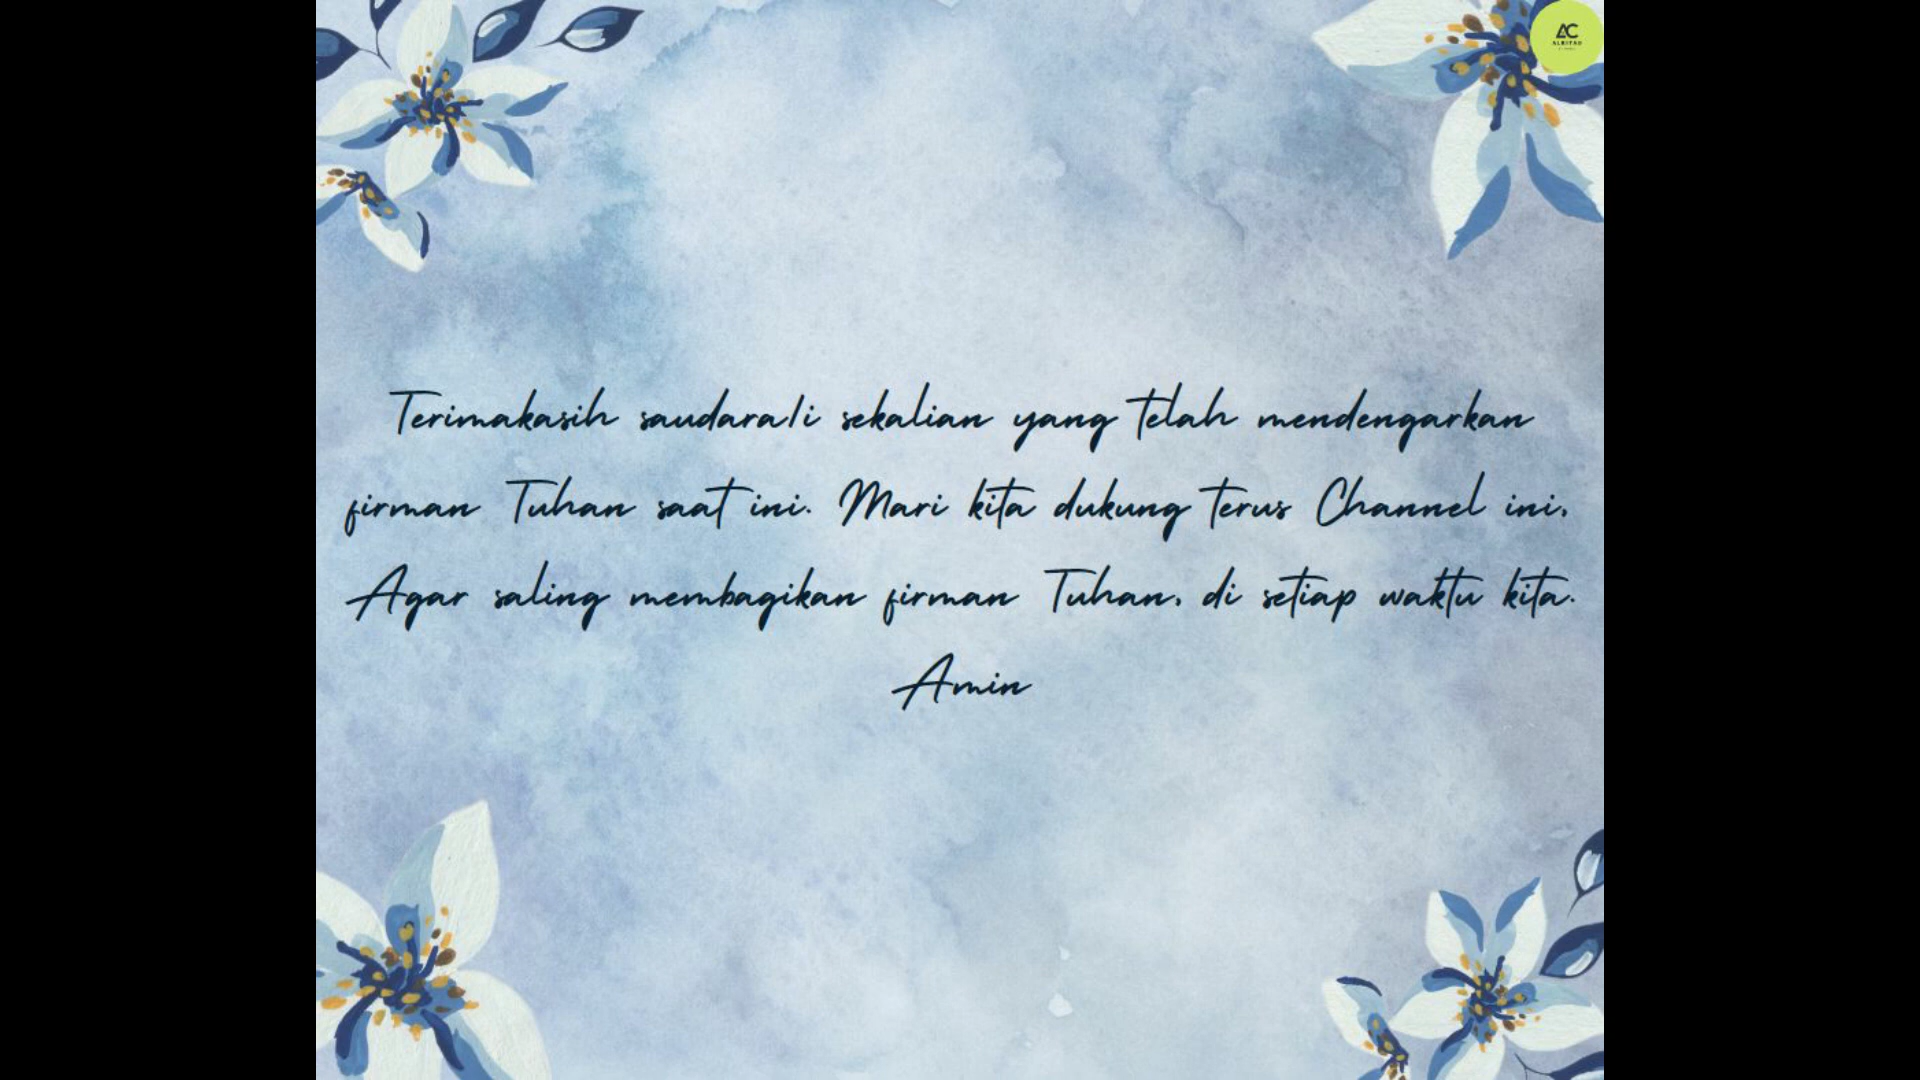 AC
Terimakasih saudara/i sekalian yang telah mendengarkan
firman Tuhan saat ini. Mari kita dukung terus Channel ini,
Agar saling membagikan firman Tuhan, di setiap waktu kita.
Amin